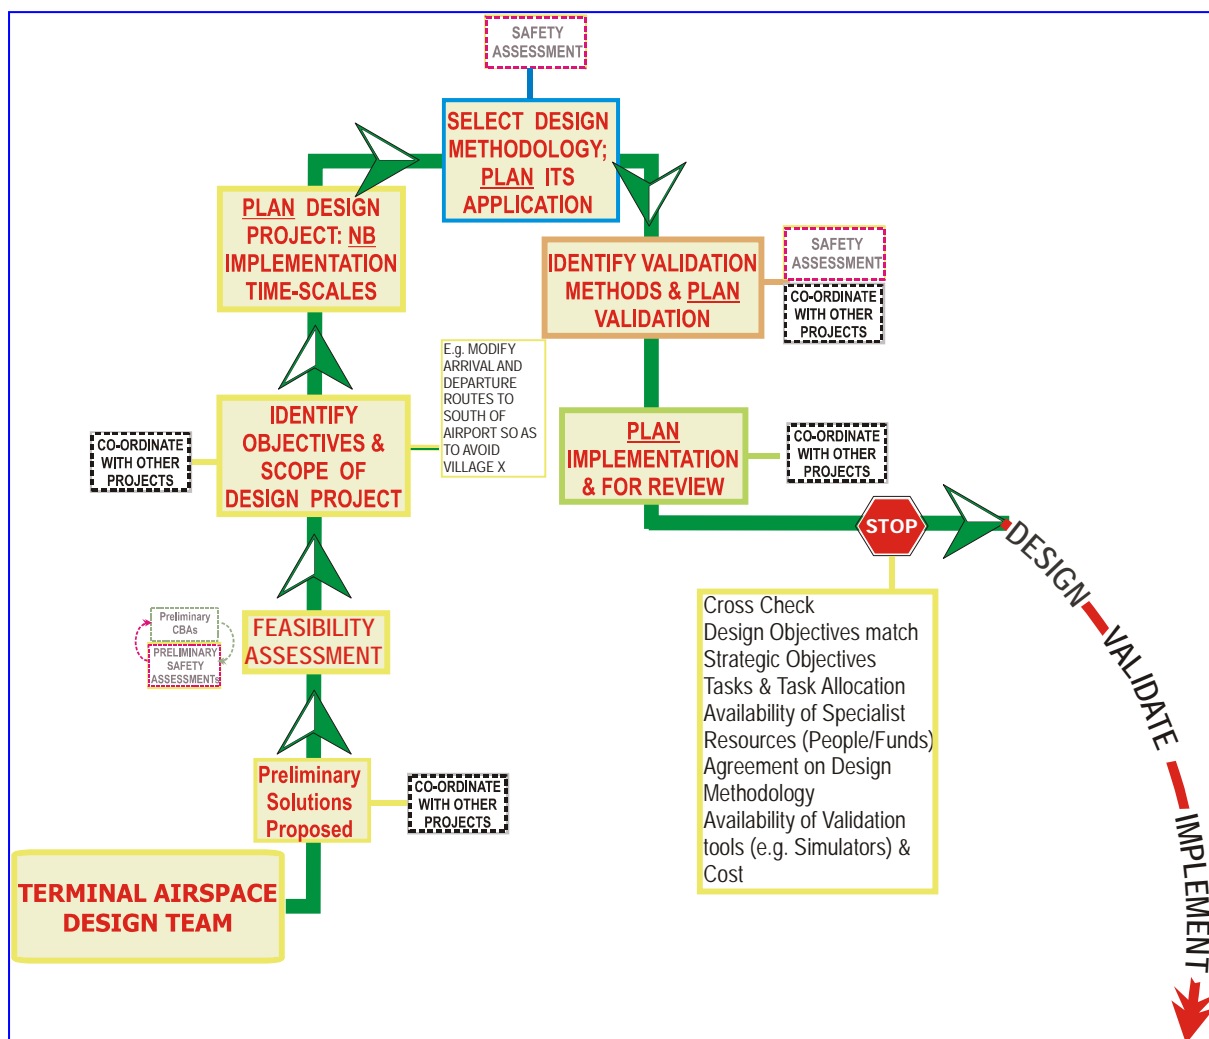 SAFETY
ASSESSMENT
SELECT DESIGN
METHODOLOGY;
PLAN ITS
APPLICATION
PLAN DESIGN
PROJECT: NB
IMPLEMENTATION
TIME-SCALES
IDENTIFY VALIDATION
METHODS & PLAN
VALIDATION
SAFETY
ASSESSMENT
CO-ORDINATE
WITH OTHER
PROJECTS
E.g. MODIFY
ARRIVAL AND
DEPARTURE
ROUTES TO
SOUTH OF
AIRPORT SO AS
TO AVOID
VILLAGE X
IDENTIFY
OBJECTIVES &
SCOPE OF
DESIGN PROJECT
CO-ORDINATE
WITH OTHER
PROJECTS
PLAN
IMPLEMENTATION
& FOR REVIEW
CO-ORDINATE
WITH OTHER
PROJECTS
STOP
DESIGN
VALIDATE
IMPLEMENT
Cross Check
Design Objectives match
Strategic Objectives
Tasks & Task Allocation
Availability of Specialist
Resources (People/Funds)
Agreement on Design
Methodology
Availability of Validation
tools (e.g. Simulators) &
Cost
Preliminary
CBAs
PRELIMINARY
SAFETY
ASSESSMENTs
FEASIBILITY
ASSESSMENT
Preliminary
Solutions
Proposed
CO-ORDINATE
WITH OTHER
PROJECTS
TERMINAL AIRSPACE
DESIGN TEAM